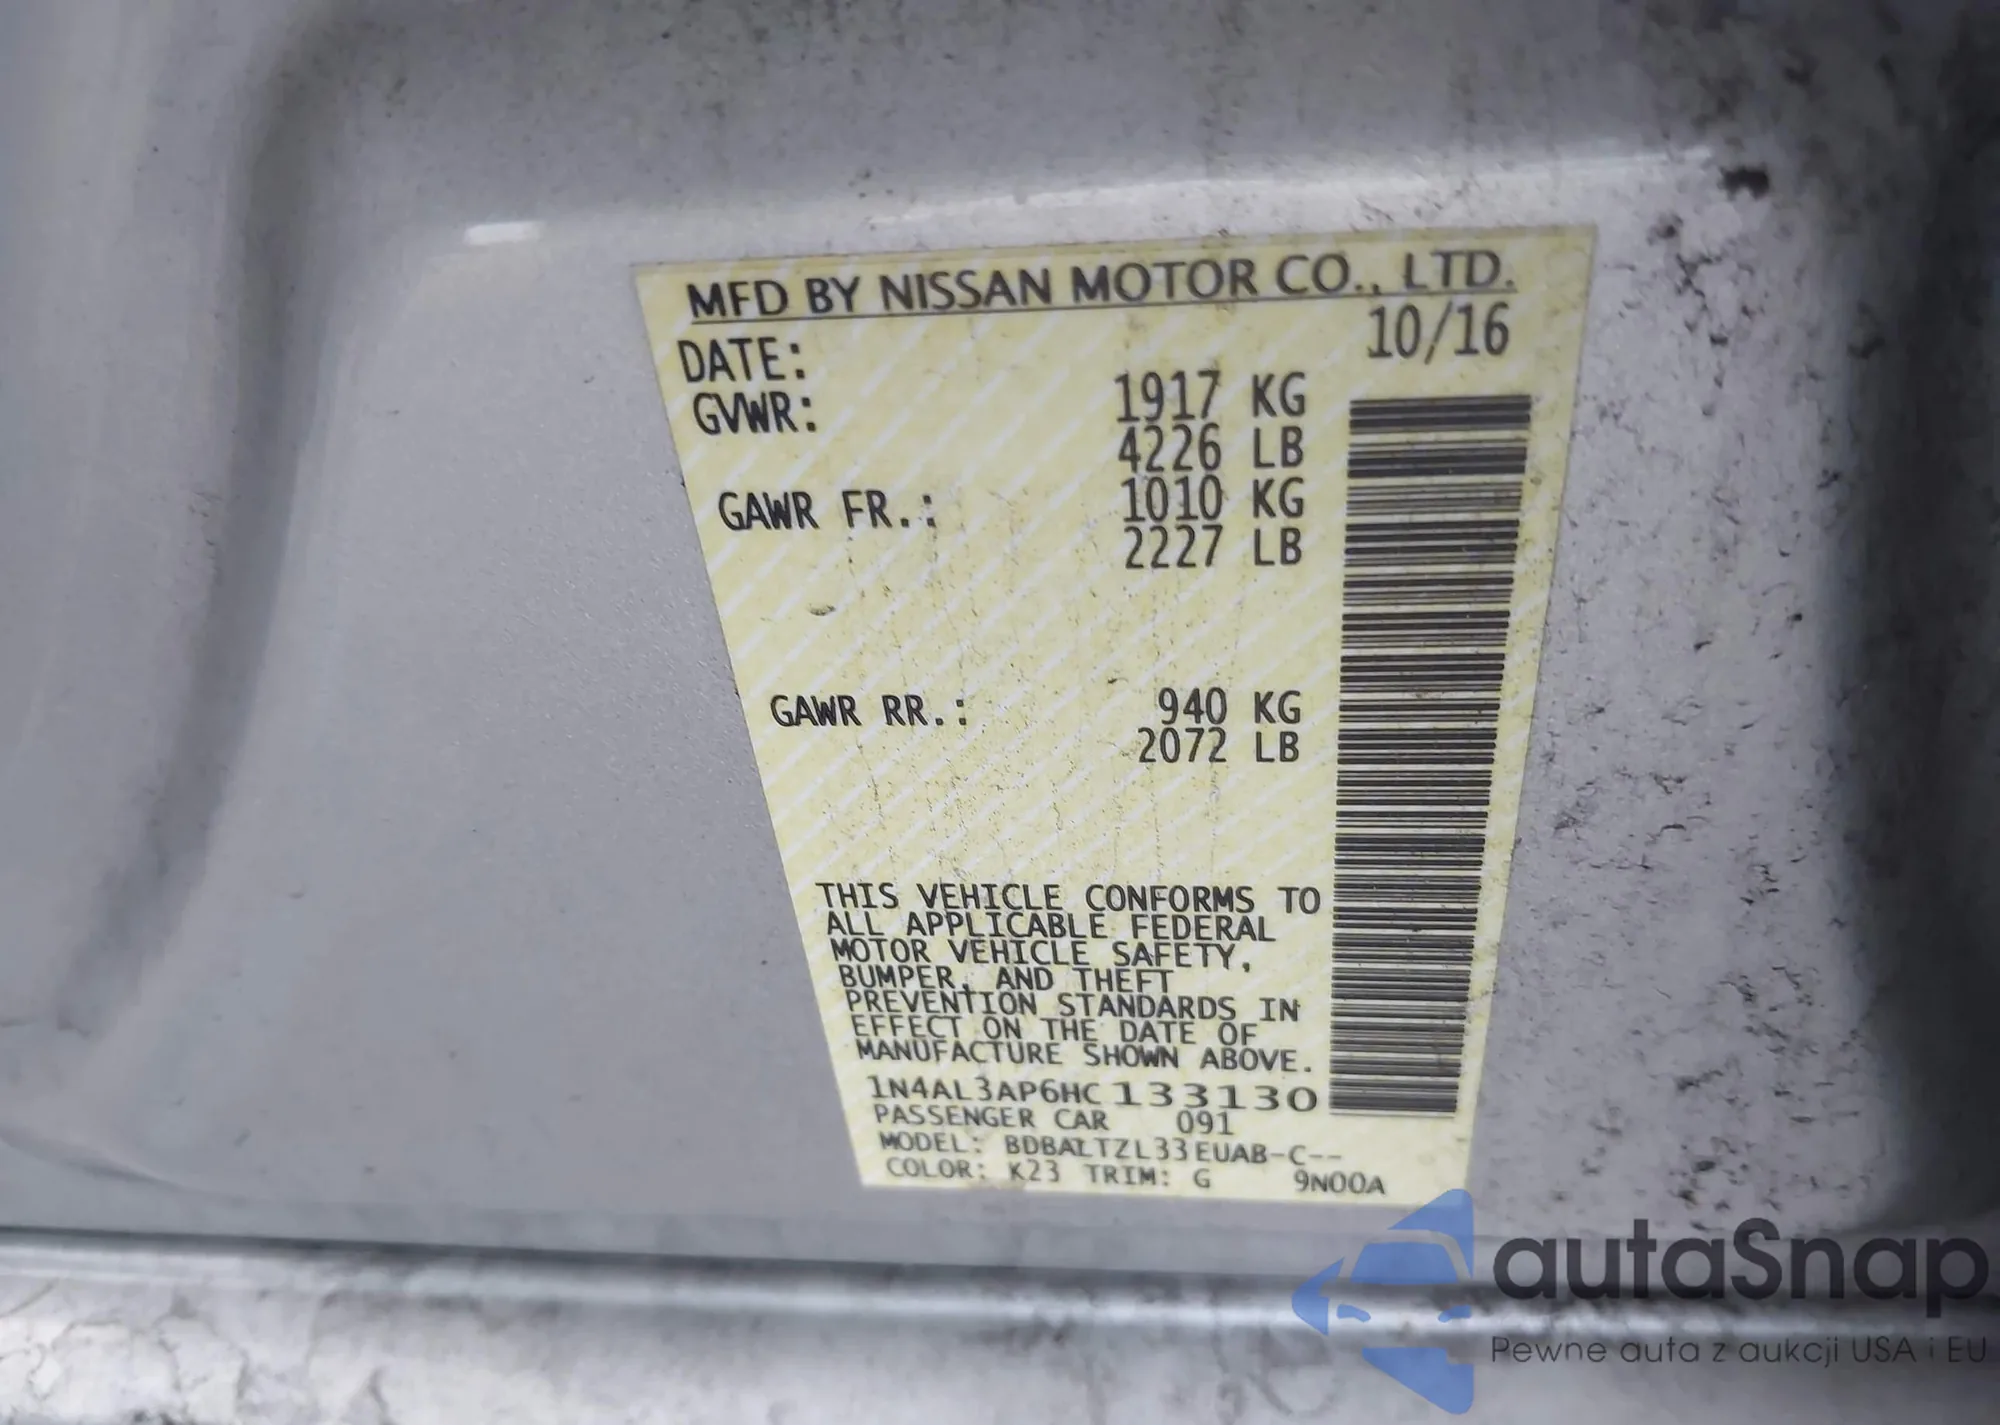 MFD BY NISSAN MOTOR CO., LTD.
DATE: 10/16
GVWR: 1917 KG
4226 LB
GAWR FR.: 1010 KG
2227 LB
GAWR RR.: 940 KG
2072 LB
THIS VEHICLE CONFORMS TO
ALL APPLICABLE FEDERAL
MOTOR VEHICLE SAFETY,
BUMPER, AND THEFT
PREVENTION STANDARDS IN
EFFECT ON THE DATE OF
MANUFACTURE SHOWN ABOVE.
1N4AL3AP6HC133130
PASSENGER CAR 091
MODEL: BDBALTZL33EUAB-C--
COLOR: K23 TRIM: G 9N00A
autaSnap
Pewne auta z aukcji USA i EU